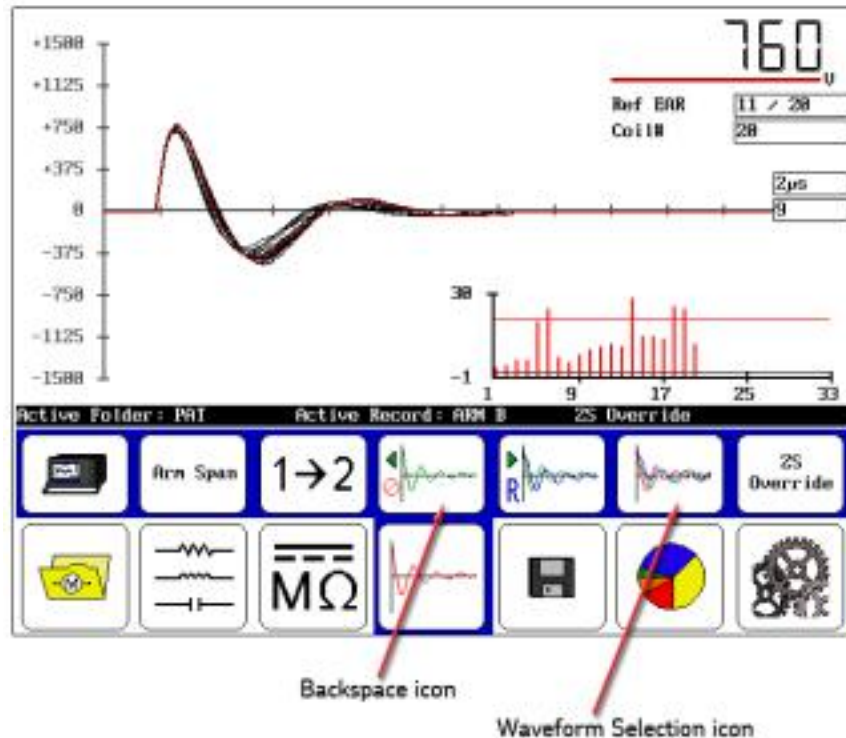 +1500
760
V
+1125
Ref EAR 11 / 20
+750
Coil# 20
+375
2µs
0
9
-375
-750
30
-1125
-1
-1500
1 9 17 25 33
Active Folder: PAT Active Record: ARM B 2S Override
Arm Span
1→2
R
2S
Override
M
MΩ
Backspace icon
Waveform Selection icon